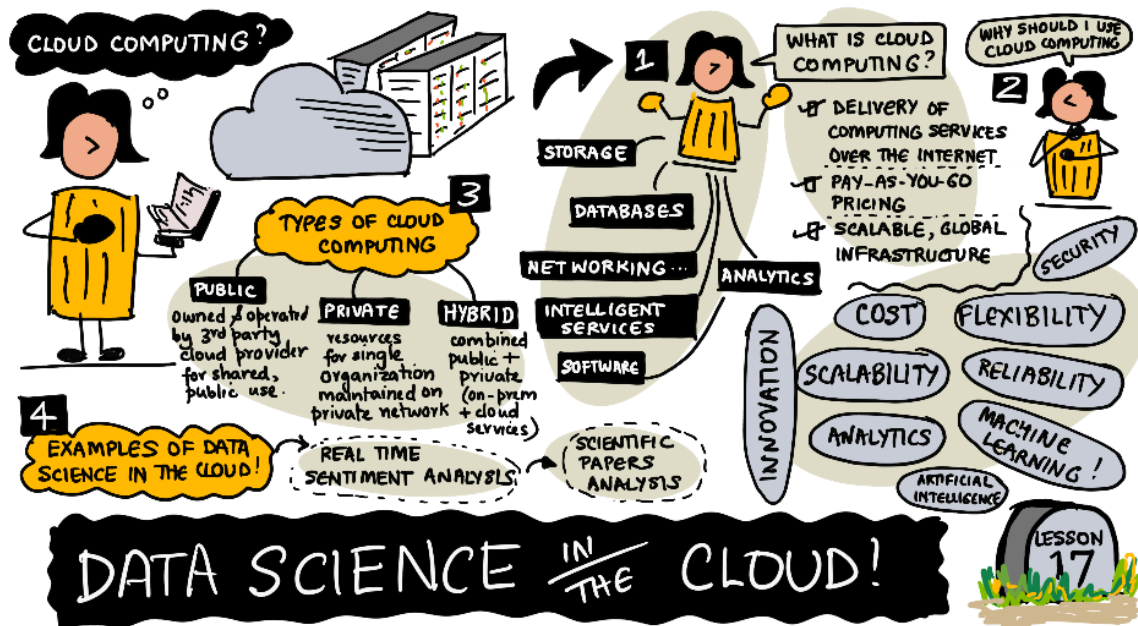 CLOUD COMPUTING?
1
WHAT IS CLOUD
COMPUTING?
DELIVERY OF
COMPUTING SERVICES
OVER THE INTERNET
PAY-AS-YOU-GO
PRICING
SCALABLE, GLOBAL
INFRASTRUCTURE
STORAGE
DATABASES
NETWORKING...
INTELLIGENT
SERVICES
SOFTWARE
ANALYTICS
WHY SHOULD I USE
CLOUD COMPUTING
2
SECURITY
COST
FLEXIBILITY
SCALABILITY
RELIABILITY
ANALYTICS
MACHINE
LEARNING!
ARTIFICIAL
INTELLIGENCE
INNOVATION
3
TYPES OF CLOUD
COMPUTING
PUBLIC
owned & operated
by 3rd party
cloud provider
for shared,
public use.
PRIVATE
resources
for single
organization
maintained on
private network
HYBRID
combined
public +
private
(on-prem
+ cloud
services)
4
EXAMPLES OF DATA
SCIENCE IN THE CLOUD!
REAL TIME
SENTIMENT ANALYSIS
SCIENTIFIC
PAPERS
ANALYSIS
DATA SCIENCE IN THE CLOUD!
LESSON
17